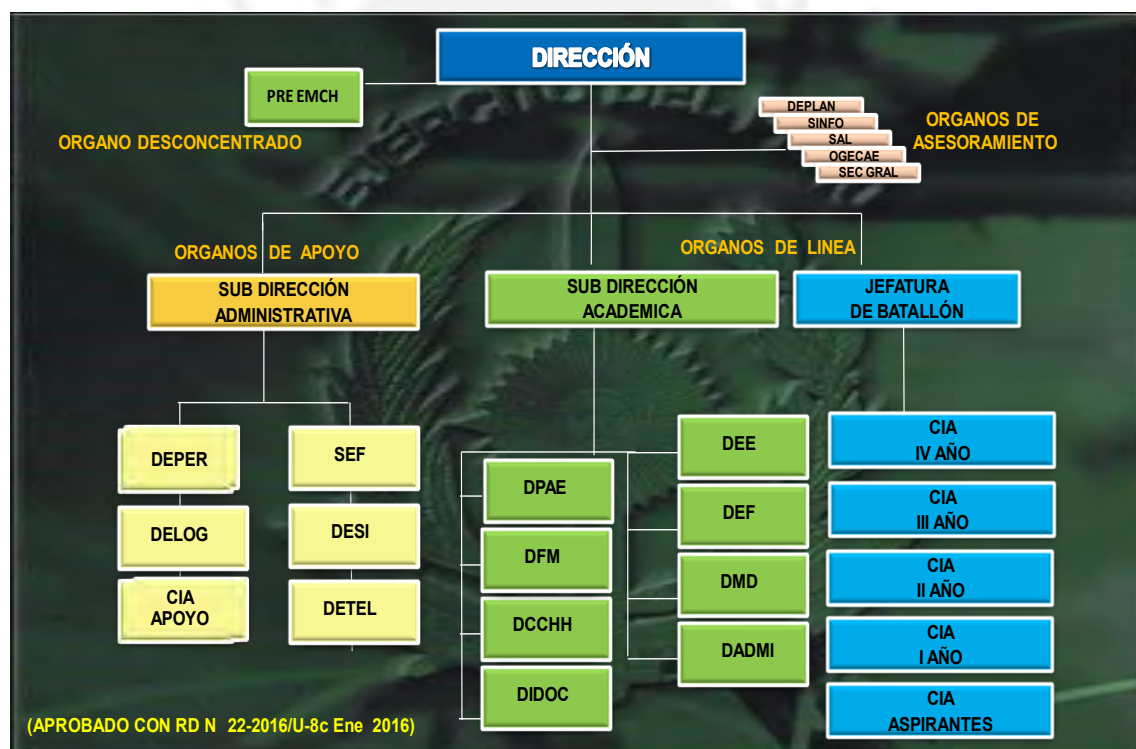 DIRECCIÓN
PRE EMCH
ORGANO DESCONCENTRADO
DEPLAN
SINFO
SAL
OGECAE
SEC GRAL
ORGANOS DE
ASESORAMIENTO
ORGANOS DE APOYO
ORGANOS DE LINEA
SUB DIRECCIÓN
ADMINISTRATIVA
SUB DIRECCIÓN
ACADEMICA
JEFATURA
DE BATALLÓN
DEPER
DELOG
CIA
APOYO
SEF
DESI
DETEL
DPAE
DFM
DCCHH
DIDOC
DEE
DEF
DMD
DADMI
CIA
IV AÑO
CIA
III AÑO
CIA
II AÑO
CIA
I AÑO
CIA
ASPIRANTES
(APROBADO CON RD N 22-2016/U-8c Ene 2016)